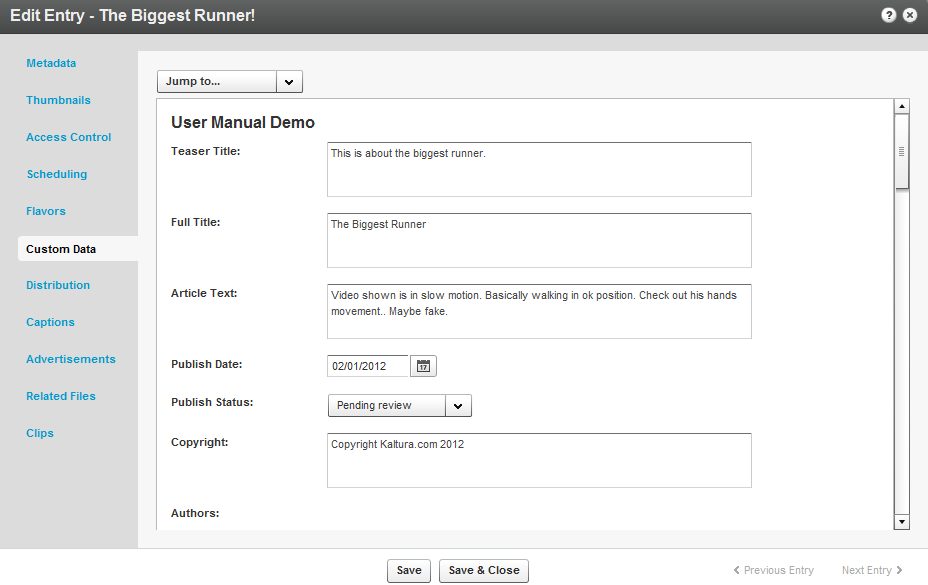 Edit Entry - The Biggest Runner!
Metadata
Thumbnails
Access Control
Scheduling
Flavors
Custom Data
Distribution
Captions
Advertisements
Related Files
Clips
Jump to...
User Manual Demo
Teaser Title:
This is about the biggest runner.
Full Title:
The Biggest Runner
Article Text:
Video shown is in slow motion. Basically walking in ok position. Check out his hands
movement.. Maybe fake.
Publish Date:
02/01/2012
17
Publish Status:
Pending review
Copyright:
Copyright Kaltura.com 2012
Authors:
Save
Save & Close
Previous Entry
Next Entry